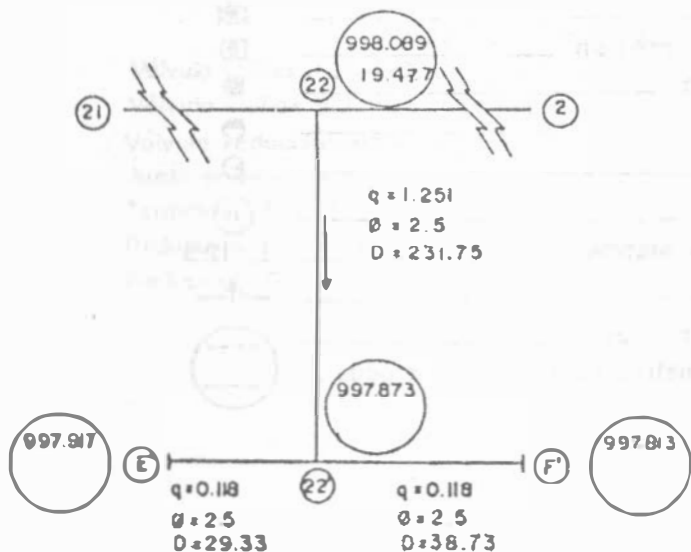 998.089
19.477
22
21
2
q = 1.251
Ø = 2.5
D = 231.75
997.873
997.917
E
22'
F'
997.813
q = 0.118
Ø = 2.5
D = 29.33
q = 0.118
Ø = 2.5
D = 38.73